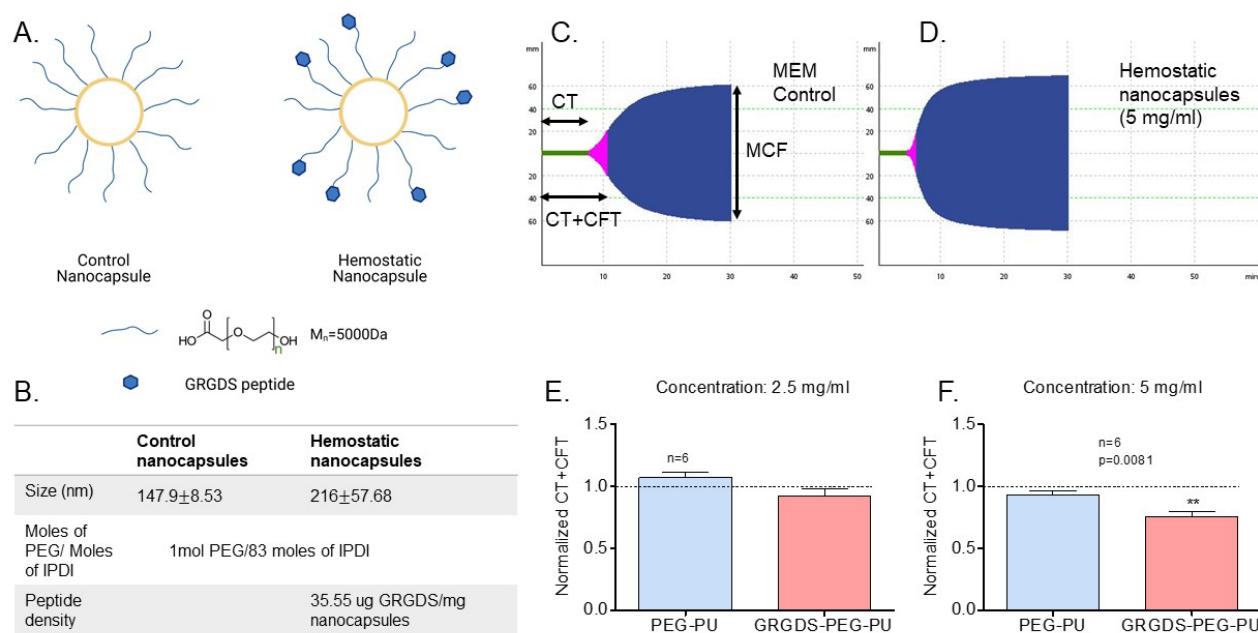 A.
Control
Nanocapsule
Hemostatic
Nanocapsule
HO
O
O
OH
n
Mn=5000Da
GRGDS peptide
B.
Control
nanocapsules
Hemostatic
nanocapsules
Size (nm)
147.9±8.53
216±57.68
Moles of
PEG/ Moles
of IPDI
1mol PEG/83 moles of IPDI
Peptide
density
35.55 ug GRGDS/mg
nanocapsules
C.
mm
60
40
20
20
40
60
CT
CT+CFT
MEM
Control
MCF
10
20
30
40
50
D.
mm
60
40
20
20
40
60
Hemostatic
nanocapsules
(5 mg/ml)
10
20
30
40
50
min
E.
Concentration: 2.5 mg/ml
Normalized CT+CFT
1.5
1.0
0.5
0.0
n=6
PEG-PU
GRGDS-PEG-PU
F.
Concentration: 5 mg/ml
Normalized CT+CFT
1.5
1.0
0.5
0.0
n=6
p=0.0081
**
PEG-PU
GRGDS-PEG-PU